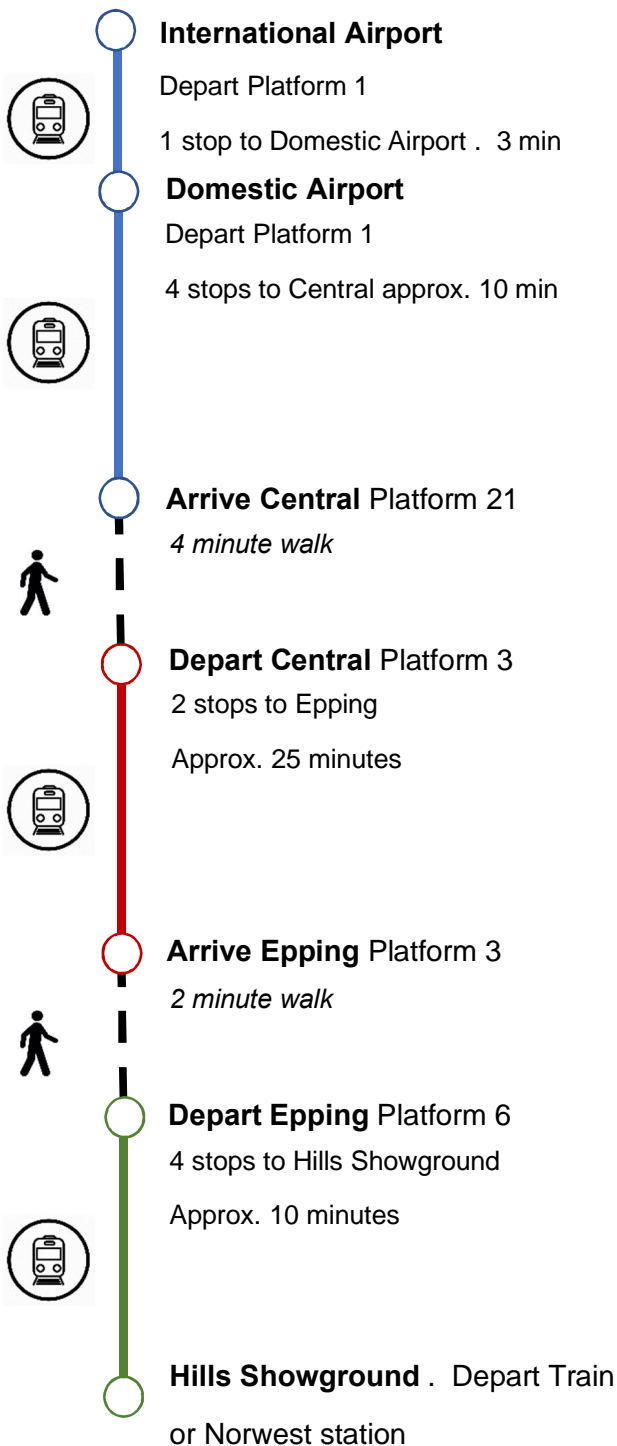 International Airport
Depart Platform 1
1 stop to Domestic Airport . 3 min
Domestic Airport
Depart Platform 1
4 stops to Central approx. 10 min
Arrive Central Platform 21
4 minute walk
Depart Central Platform 3
2 stops to Epping
Approx. 25 minutes
Arrive Epping Platform 3
2 minute walk
Depart Epping Platform 6
4 stops to Hills Showground
Approx. 10 minutes
Hills Showground . Depart Train
or Norwest station